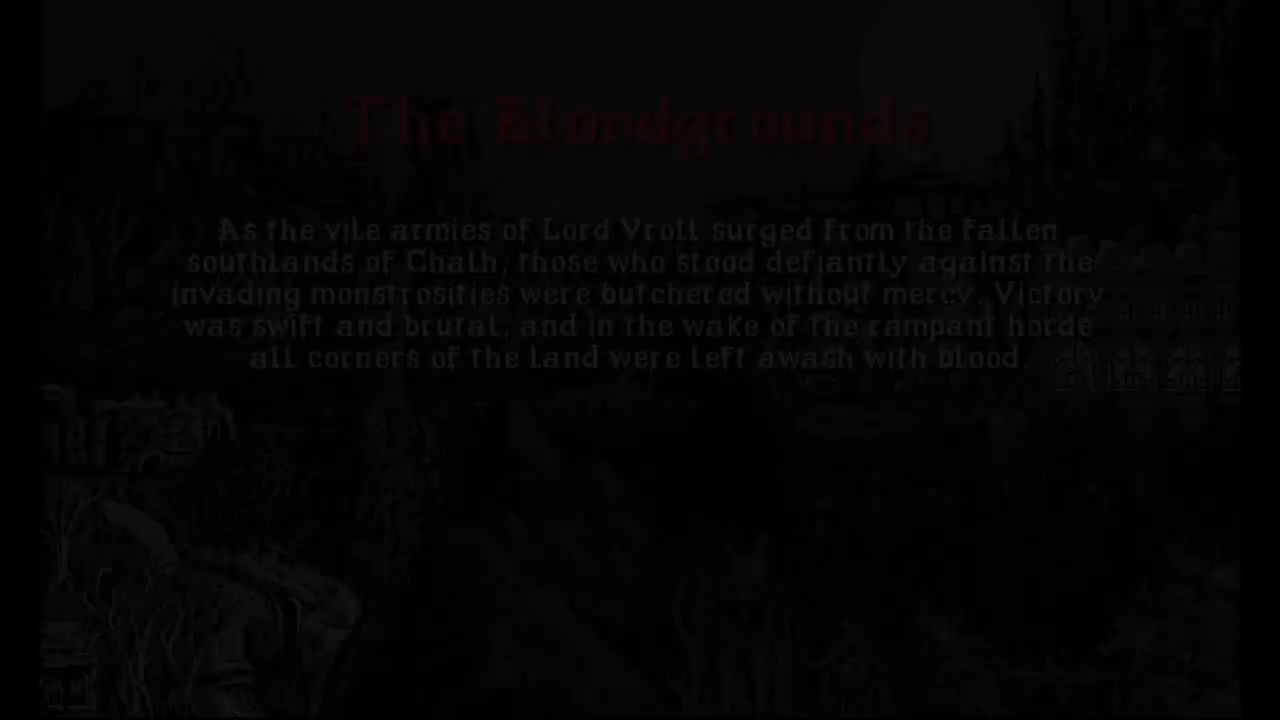 The Bloodgrounds
As the vile armies of Lord Vroll surged from the fallen
southlands of Chath, those who stood defiantly against the
invading monstrosities were butchered without mercy. Victory
was swift and brutal, and in the wake of the rampant horde
all corners of the land were left awash with blood